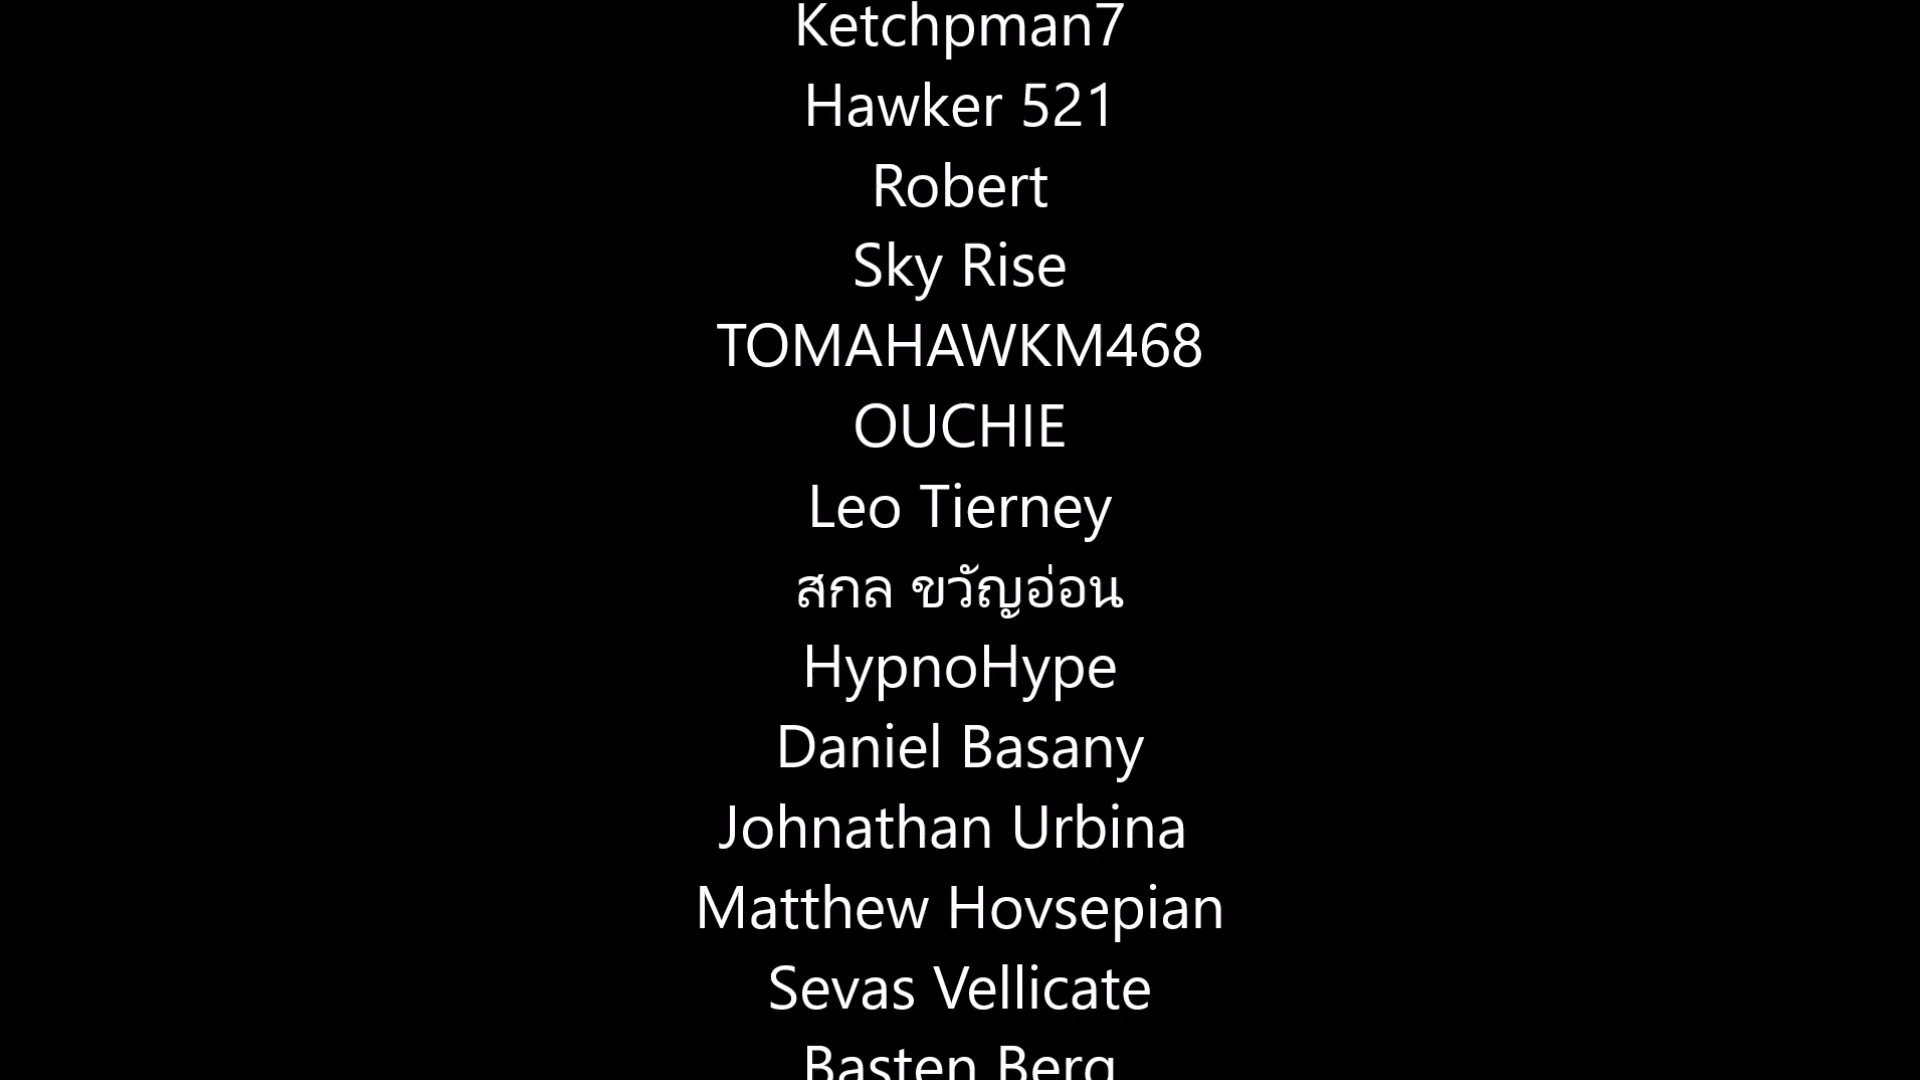 Ketchpman7
Hawker 521
Robert
Sky Rise
TOMAHAWKM468
OUCHIE
Leo Tierney
สกล ขวัญอ่อน
HypnoHype
Daniel Basany
Johnathan Urbina
Matthew Hovsepian
Sevas Vellicate
Basten Berg